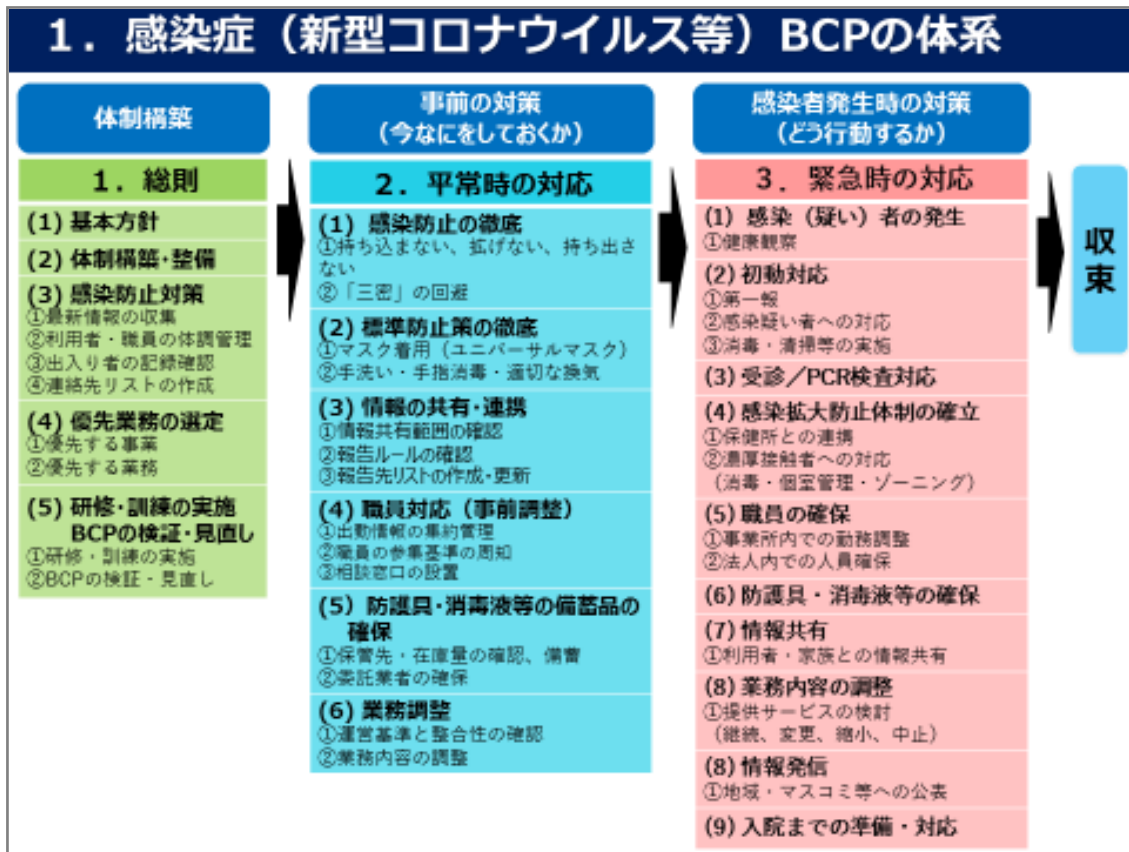 1．感染症（新型コロナウイルス等）BCPの体系
体制構築
1．総則
(1) 基本方針
(2) 体制構築・整備
(3) 感染防止対策
①最新情報の収集
②利用者・職員の体調管理
③出入り者の記録確認
④連絡先リストの作成
(4) 優先業務の選定
①優先する事業
②優先する業務
(5) 研修・訓練の実施
BCPの検証・見直し
①研修・訓練の実施
②BCPの検証・見直し
事前の対策
（今なにをしておくか）
2．平常時の対応
(1) 感染防止の徹底
①持ち込まない、拡げない、持ち出さ
ない
②「三密」の回避
(2) 標準防止策の徹底
①マスク着用（ユニバーサルマスク）
②手洗い・手指消毒・適切な換気
(3) 情報の共有・連携
①情報共有範囲の確認
②報告ルールの確認
③報告先リストの作成・更新
(4) 職員対応（事前調整）
①出勤情報の集約管理
②職員の参集基準の周知
③相談窓口の設置
(5) 防護具・消毒液等の備蓄品の
確保
①保管先・在庫量の確認、備蓄
②委託業者の確保
(6) 業務調整
①運営基準と整合性の確認
②業務内容の調整
感染者発生時の対策
（どう行動するか）
3．緊急時の対応
(1) 感染（疑い）者の発生
①健康観察
(2) 初動対応
①第一報
②感染疑い者への対応
③消毒・清掃等の実施
(3) 受診／PCR検査対応
(4) 感染拡大防止体制の確立
①保健所との連携
②濃厚接触者への対応
（消毒・個室管理・ゾーニング）
(5) 職員の確保
①事業所内での勤務調整
②法人内での人員確保
(6) 防護具・消毒液等の確保
(7) 情報共有
①利用者・家族との情報共有
(8) 業務内容の調整
①提供サービスの検討
（継続、変更、縮小、中止）
(8) 情報発信
①地域・マスコミ等への公表
(9) 入院までの準備・対応
収束